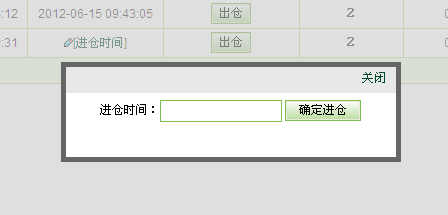 :12 2012-06-15 09:43:05 出仓 2
:31 [进仓时间] 出仓 2
关闭
进仓时间： 确定进仓